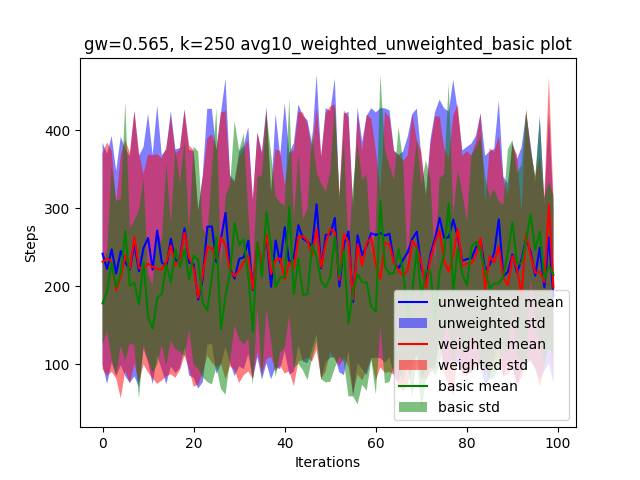 gw=0.565, k=250 avg10_weighted_unweighted_basic plot
400
300
200
100
Steps
0
20
40
60
80
100
Iterations
unweighted mean
unweighted std
weighted mean
weighted std
basic mean
basic std